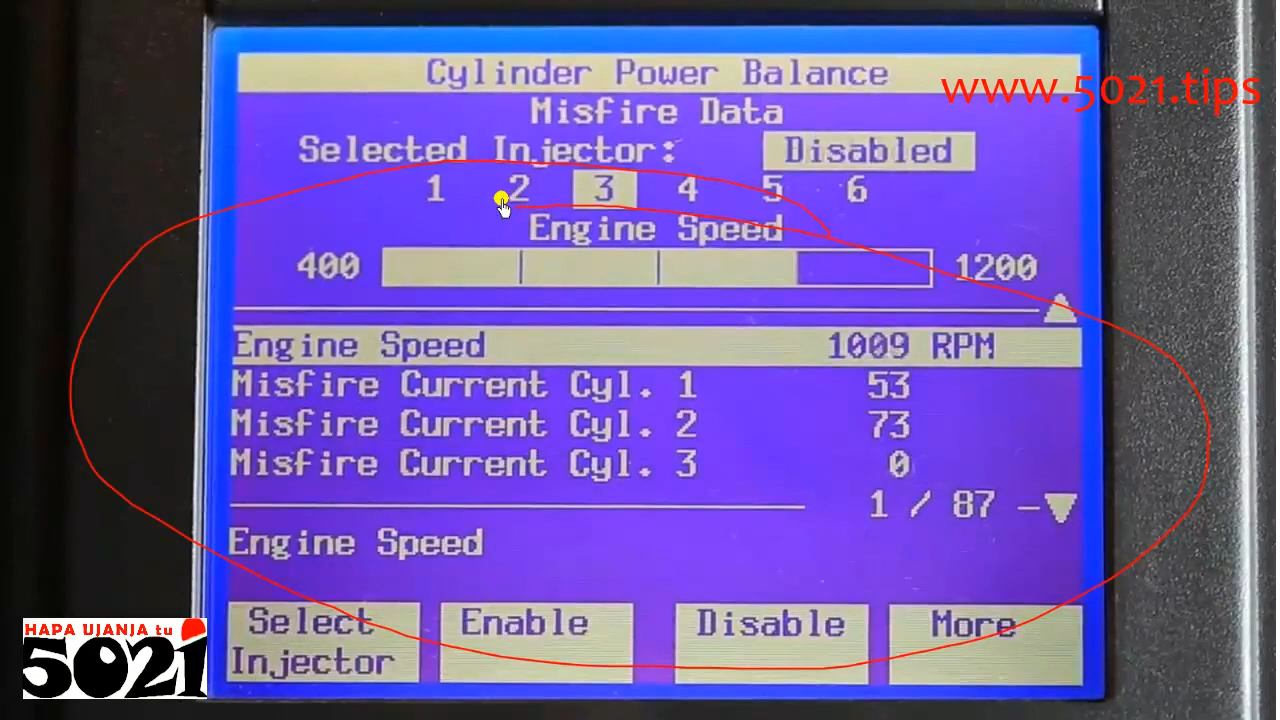 Cylinder Power Balance
www.5021.tips
Misfire Data
Selected Injector: Disabled
1 2 3 4 5 6
Engine Speed
400 1200
Engine Speed 1009 RPM
Misfire Current Cyl. 1 53
Misfire Current Cyl. 2 73
Misfire Current Cyl. 3 0
1 / 87
Engine Speed
Select Injector
Enable
Disable
More
HAPA UJANJA tu
5021